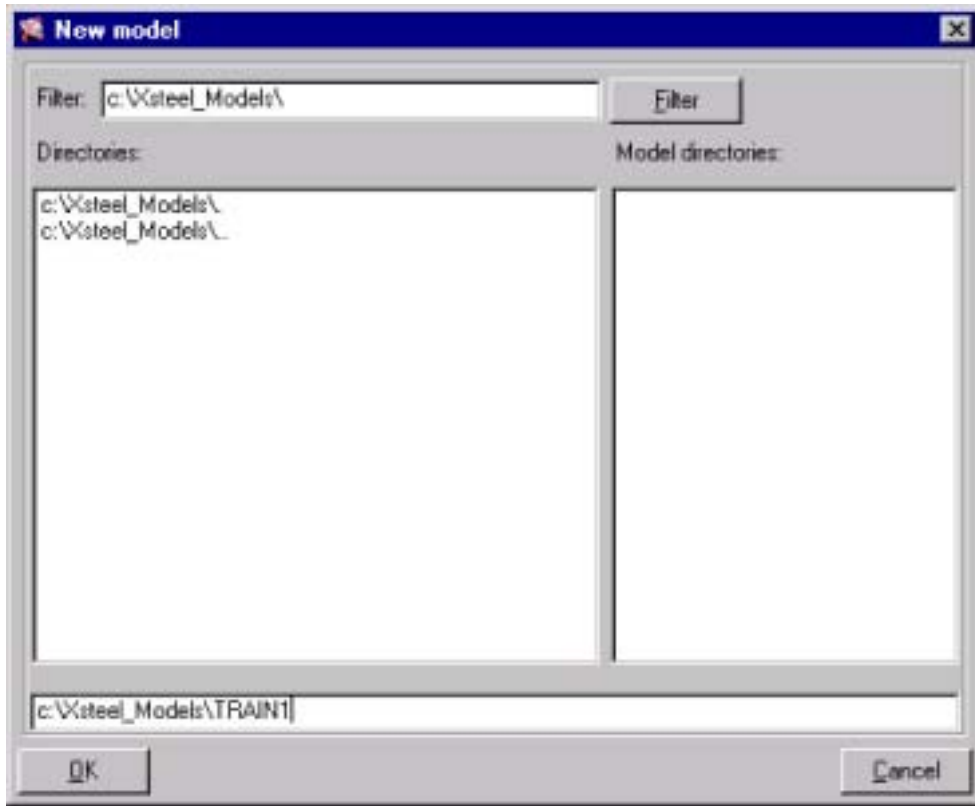 New model
Filter: c:\Xsteel_Models\ Filter
Directories: Model directories:
c:\Xsteel_Models\.
c:\Xsteel_Models\..
c:\Xsteel_Models\TRAIN1
OK Cancel